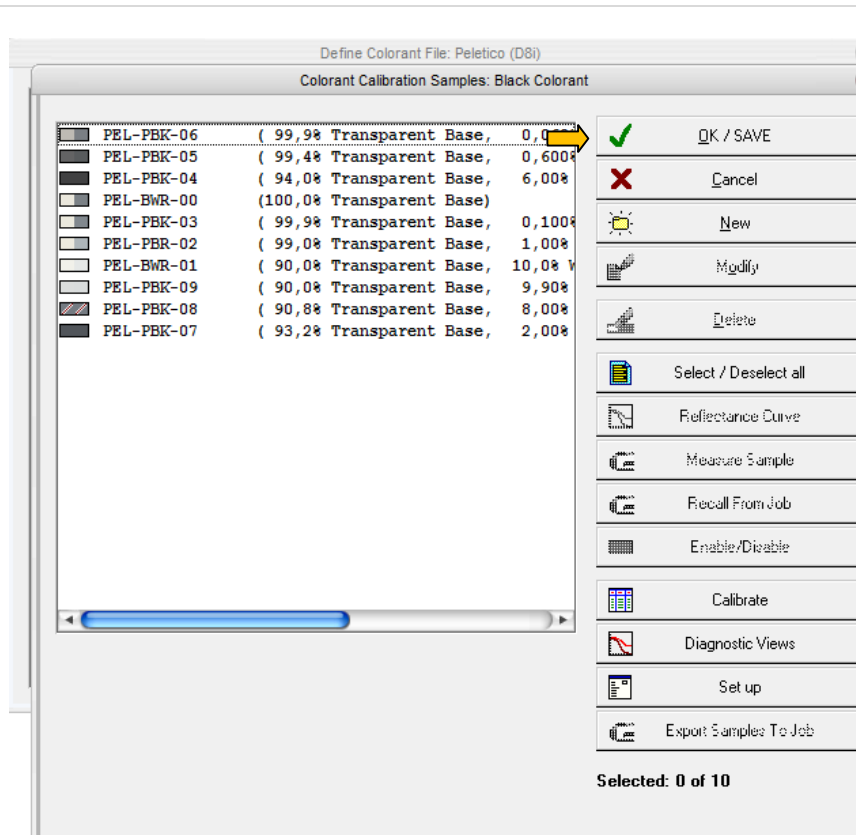 Define Colorant File: Peletico (D8i)
Colorant Calibration Samples: Black Colorant
PEL-PBK-06 ( 99,9% Transparent Base,
PEL-PBK-05 ( 99,4% Transparent Base, 0,600%
PEL-PBK-04 ( 94,0% Transparent Base, 6,00%
PEL-BWR-00 (100,0% Transparent Base)
PEL-PBK-03 ( 99,9% Transparent Base, 0,100%
PEL-PBR-02 ( 99,0% Transparent Base, 1,00%
PEL-BWR-01 ( 90,0% Transparent Base, 10,0% W
PEL-PBK-09 ( 90,0% Transparent Base, 9,90%
PEL-PBK-08 ( 90,8% Transparent Base, 8,00%
PEL-PBK-07 ( 93,2% Transparent Base, 2,00%
OK / SAVE
Cancel
New
Modify
Delete
Select / Deselect all
Reflectance Curve
Measure Sample
Recall From Job
Enable/Disable
Calibrate
Diagnostic Views
Set up
Export Samples To Job
Selected: 0 of 10